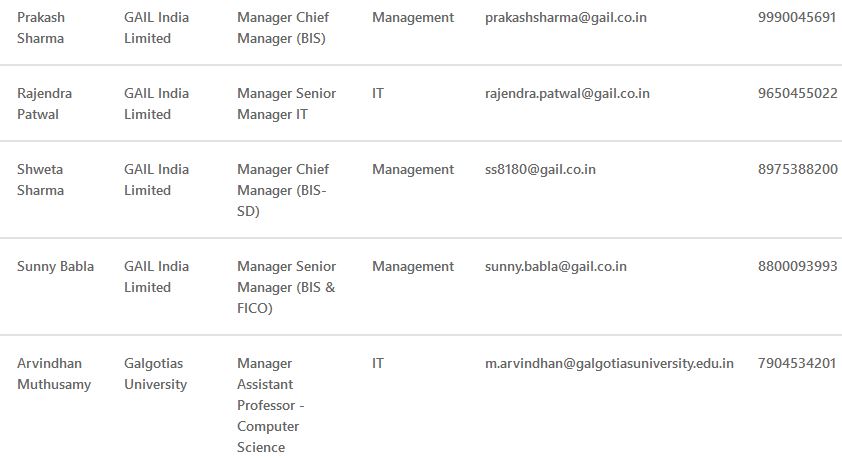 Prakash Sharma GAIL India Limited Manager Chief Manager (BIS) Management prakashsharma@gail.co.in 9990045691
Rajendra Patwal GAIL India Limited Manager Senior Manager IT IT rajendra.patwal@gail.co.in 9650455022
Shweta Sharma GAIL India Limited Manager Chief Manager (BIS-SD) Management ss8180@gail.co.in 8975388200
Sunny Babla GAIL India Limited Manager Senior Manager (BIS & FICO) Management sunny.babla@gail.co.in 8800093993
Arvindhan Muthusamy Galgotias University Manager Assistant Professor - Computer Science IT m.arvindhan@galgotiasuniversity.edu.in 7904534201